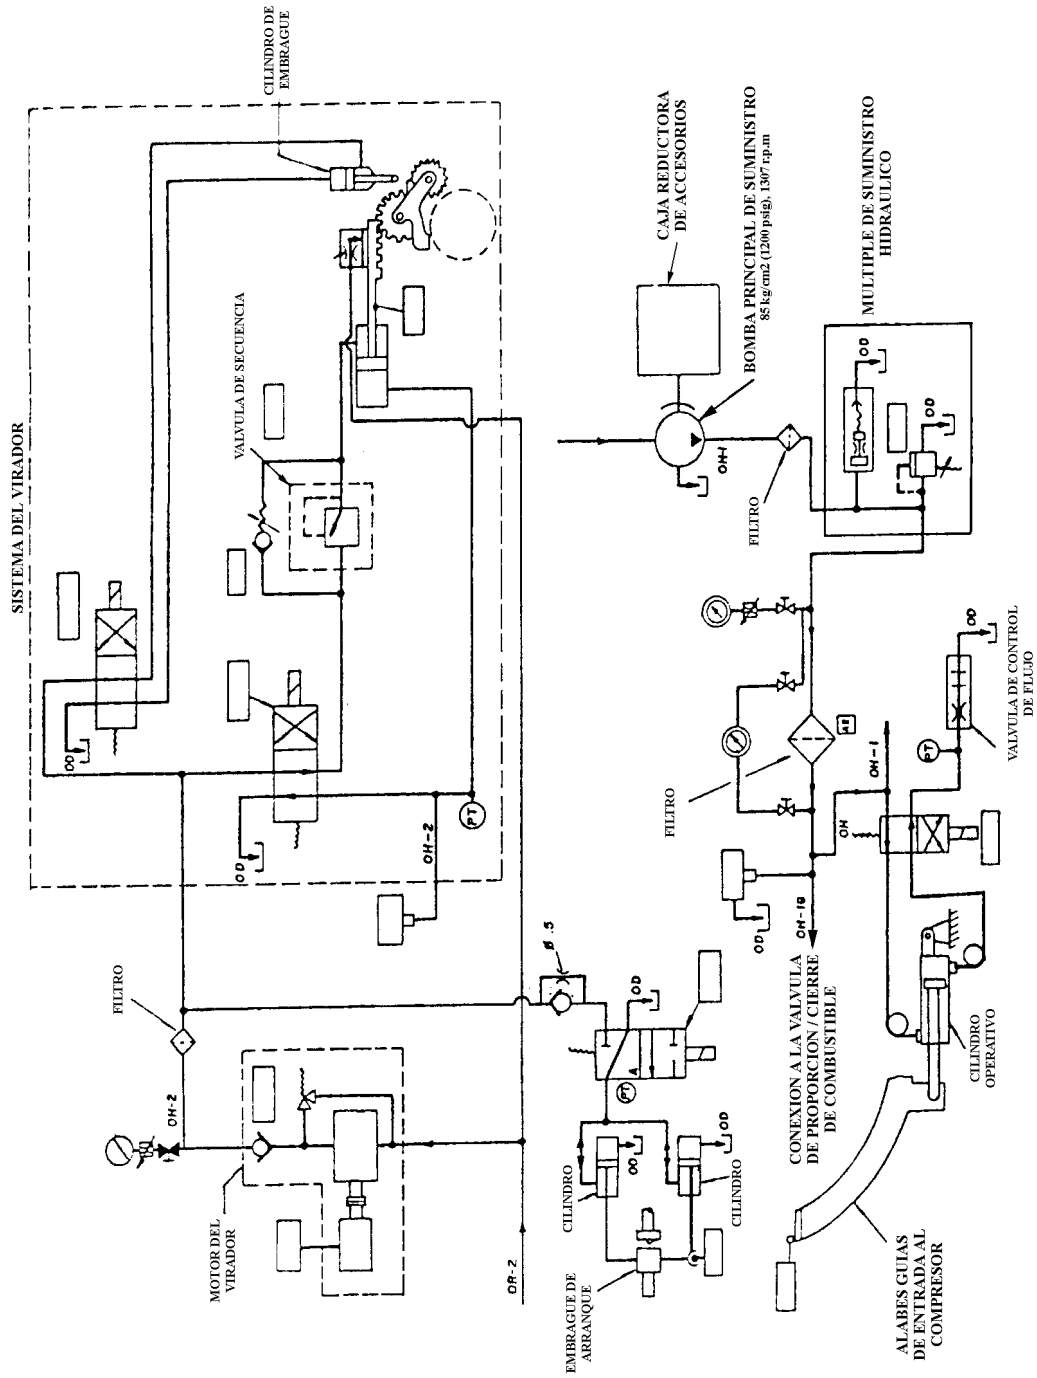 SISTEMA DEL VIRADOR
CILINDRO DE
EMBRAGUE
VALVULA DE SECUENCIA
OD
OD
OH-2
PT
FILTRO
OH-2
MOTOR DEL
VIRADOR
OR-2
Ø .5
OD
A
PT
CILINDRO
OD
OD
CILINDRO
EMBRAGUE DE
ARRANQUE
CAJA REDUCTORA
DE ACCESORIOS
BOMBA PRINCIPAL DE SUMINISTRO
85 kg/cm2 (1200 psig), 1307 r.p.m
OH-1
FILTRO
MULTIPLE DE SUMINISTRO
HIDRAULICO
OD
OD
FILTRO
OD
OH-1B
CONEXION A LA VALVULA
DE PROPORCION / CIERRE
DE COMBUSTIBLE
OH-1
OH
PT
OD
VALVULA DE CONTROL
DE FLUJO
CILINDRO
OPERATIVO
ALABES GUIAS
DE ENTRADA AL
COMPRESOR